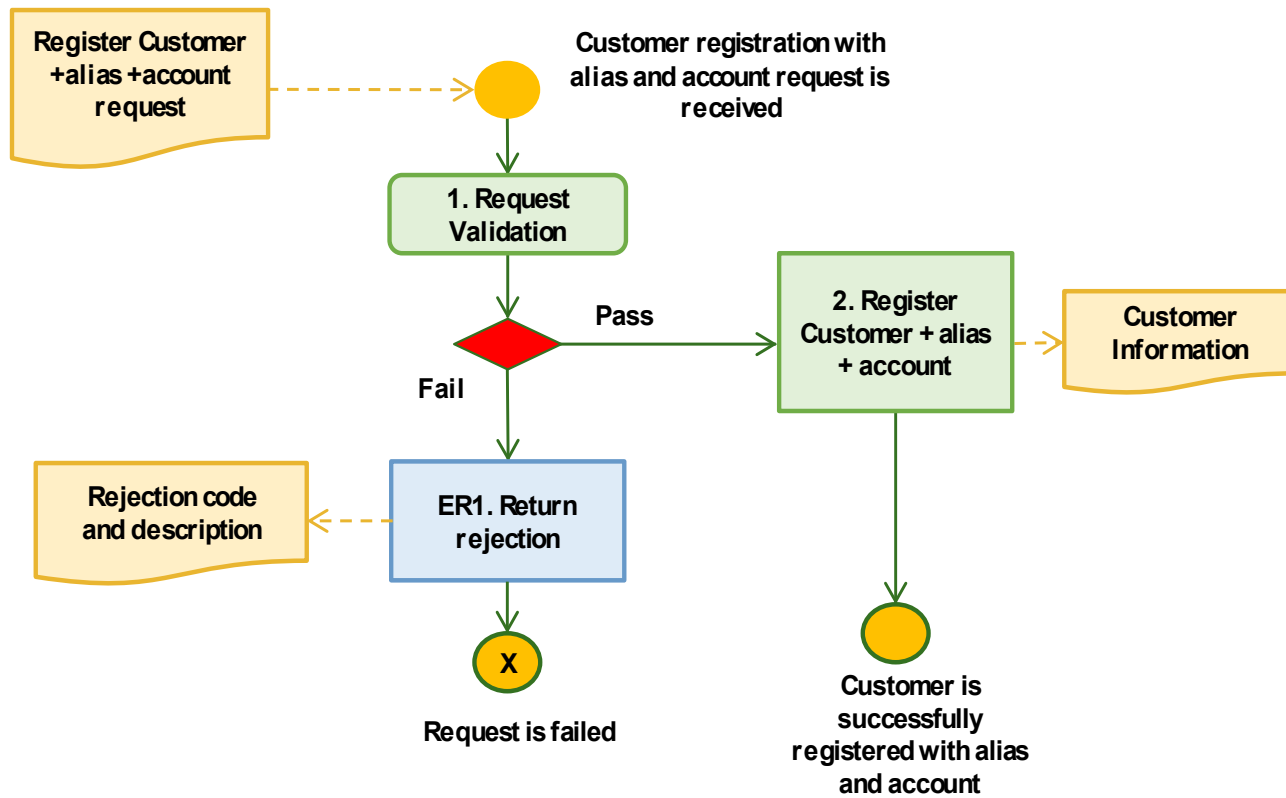 Register Customer
+alias +account
request
Customer registration with
alias and account request is
received
1. Request
Validation
Pass
Fail
2. Register
Customer + alias
+ account
Customer
Information
Rejection code
and description
ER1. Return
rejection
X
Request is failed
Customer is
successfully
registered with alias
and account